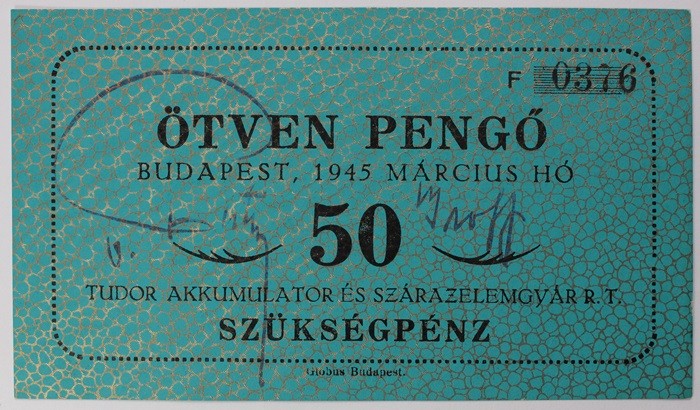 F 0376
ÖTVEN PENGŐ
BUDAPEST, 1945 MÁRCIUS HÓ
50
TUDOR AKKUMULATOR ÉS SZÁRAZELEMGYÁR R. T.
SZÜKSÉGPÉNZ
Globus Budapest.